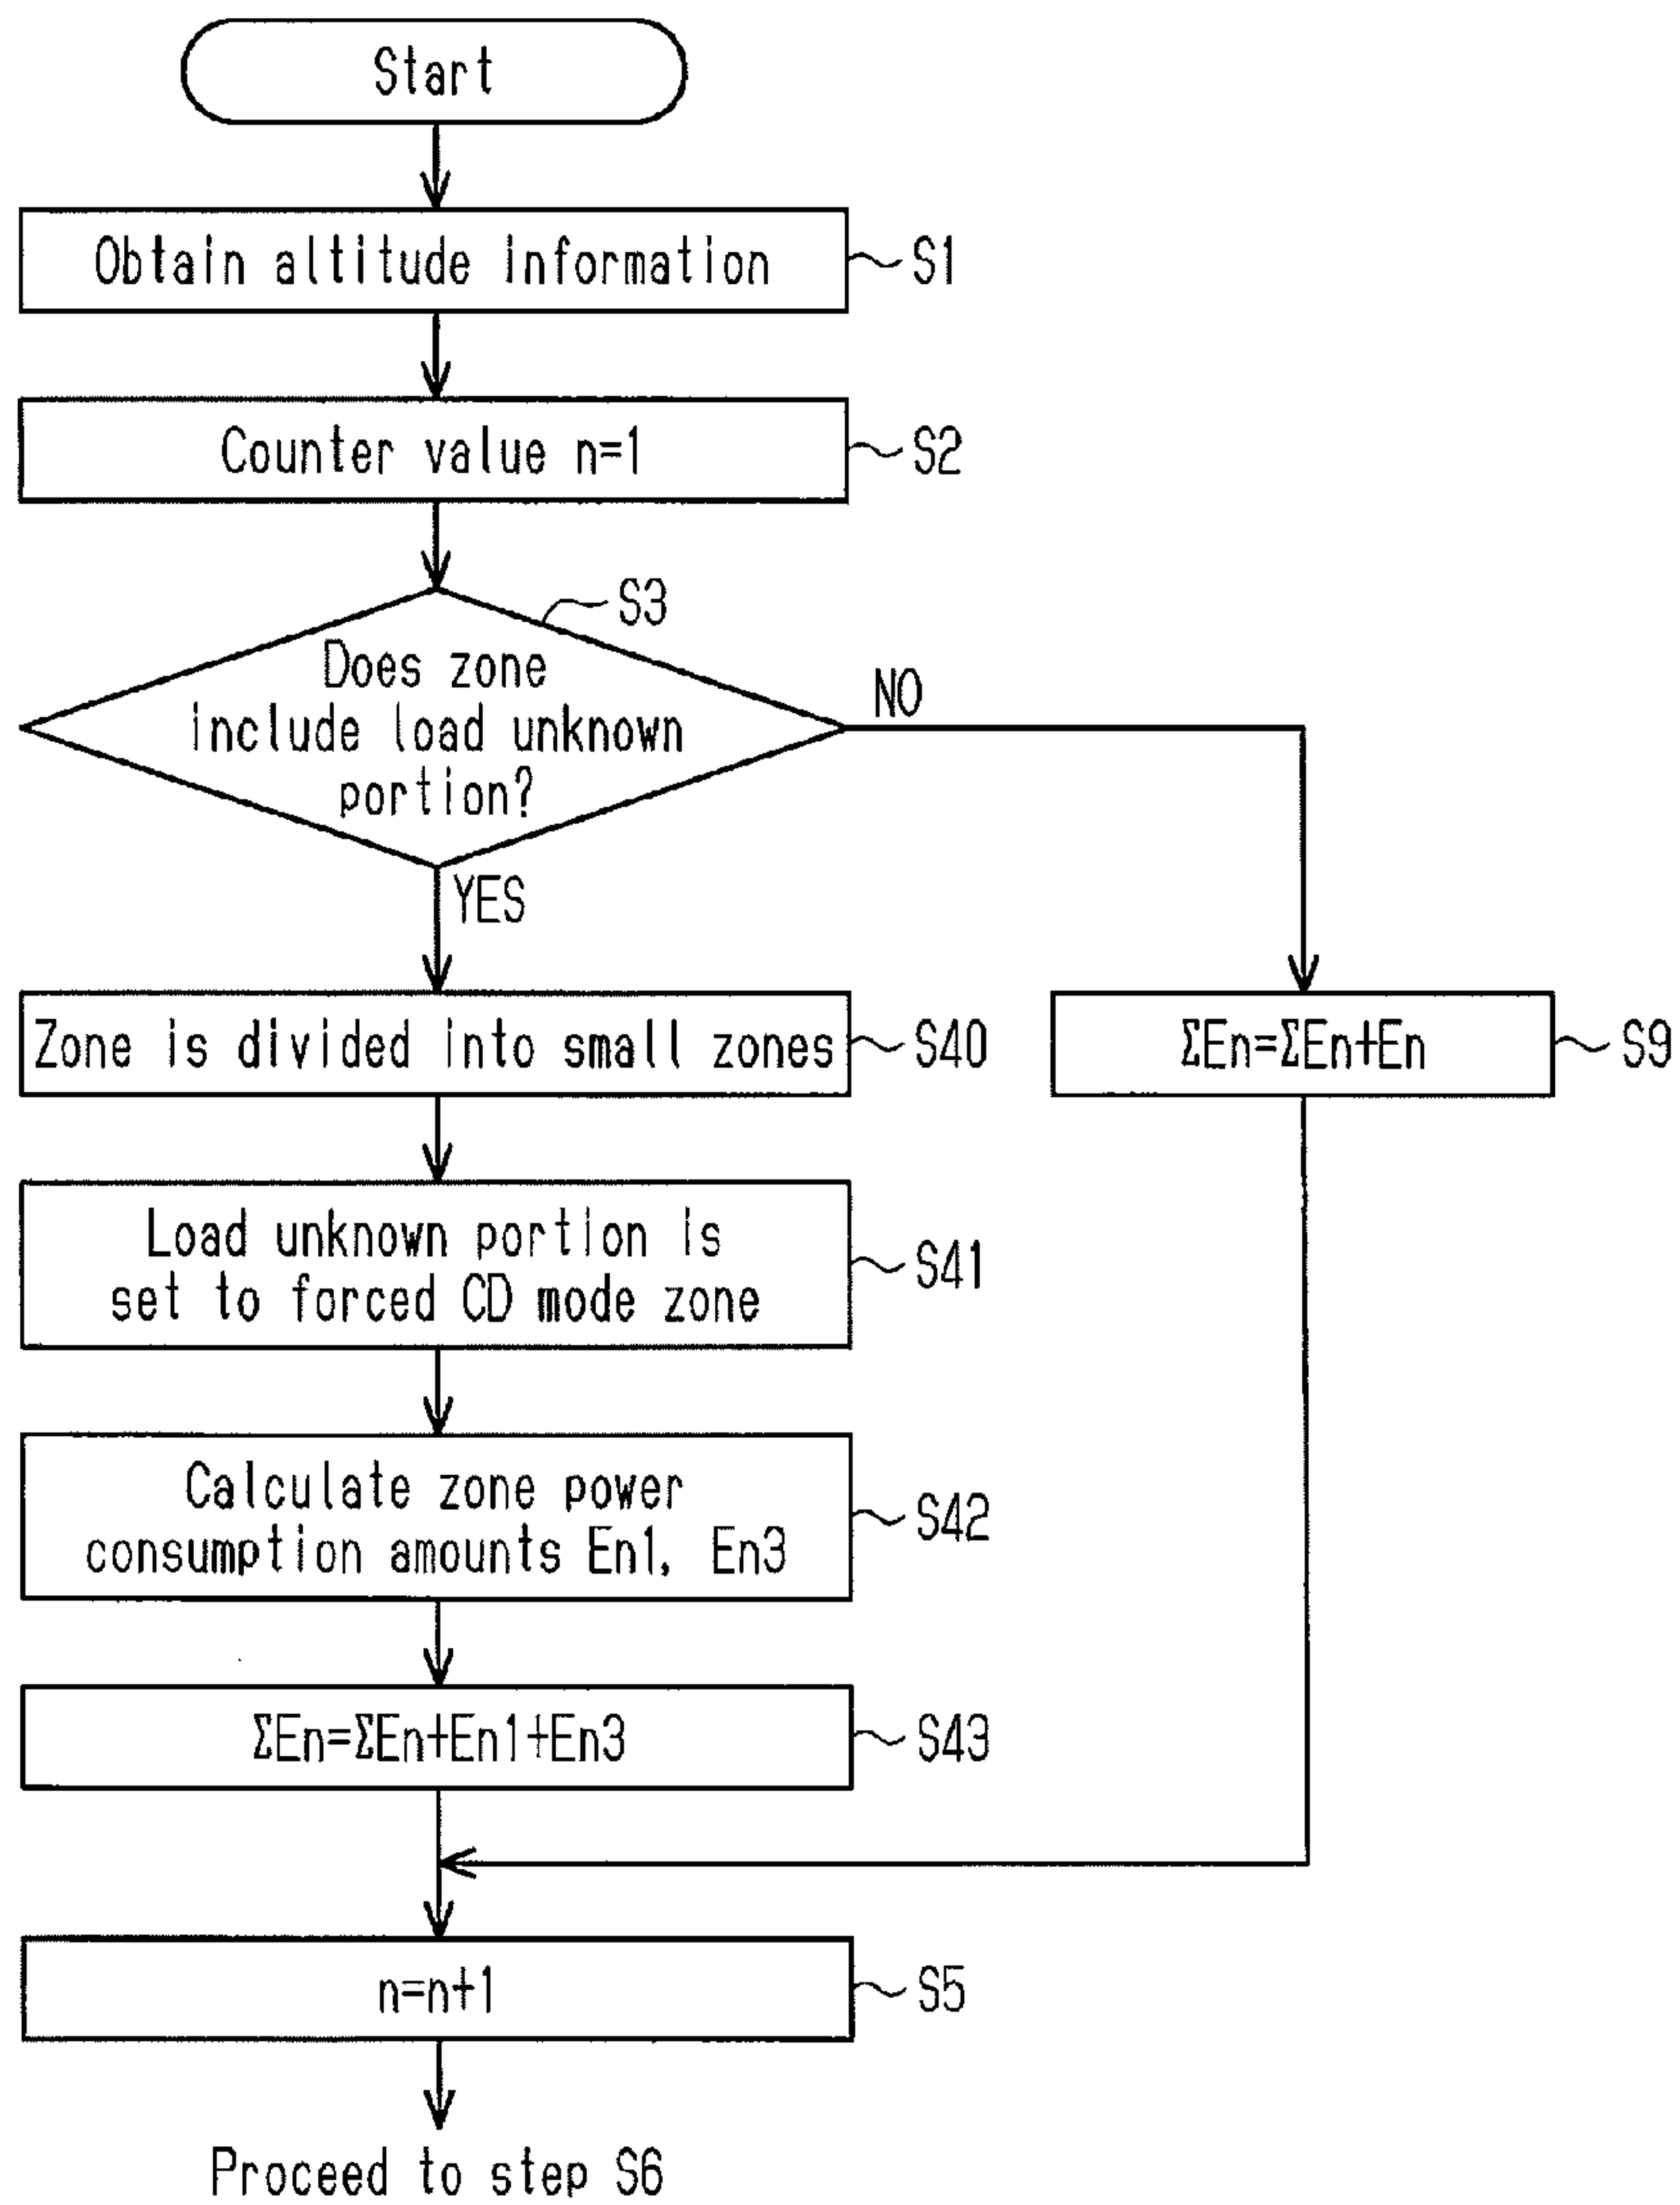 Start
Obtain altitude information
S1
Counter value n=1
S2
S3
Does zone
include load unknown
portion?
NO
YES
Zone is divided into small zones
S40
ΣEn=ΣEn+En
S9
Load unknown portion is
set to forced CD mode zone
S41
Calculate zone power
consumption amounts En1, En3
S42
ΣEn=ΣEn+En1+En3
S43
n=n+1
S5
Proceed to step S6